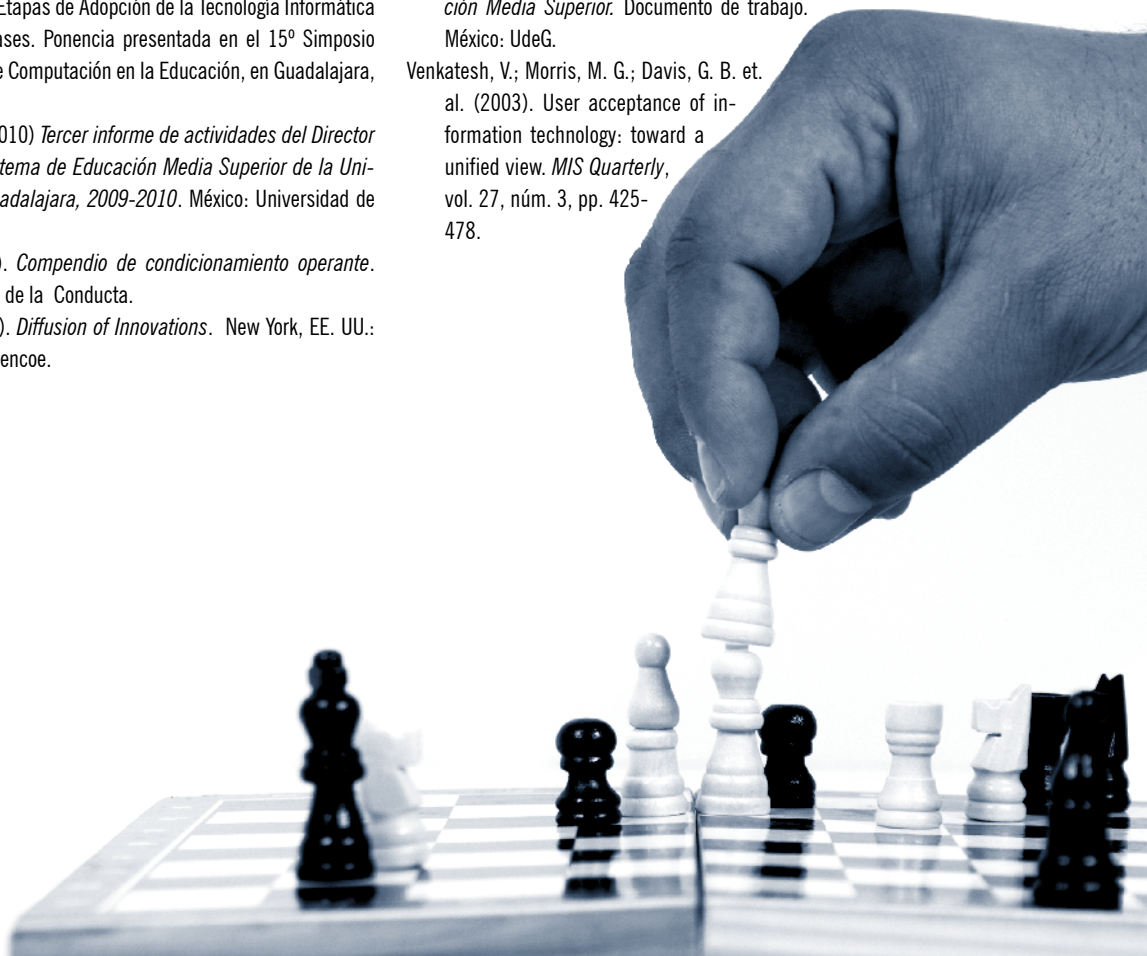 Etapas de Adopción de la Tecnología Informática
ases. Ponencia presentada en el 15º Simposio
e Computación en la Educación, en Guadalajara,
010) Tercer informe de actividades del Director
tema de Educación Media Superior de la Uni-
adalajara, 2009-2010. México: Universidad de
). Compendio de condicionamiento operante.
de la Conducta.
). Diffusion of Innovations. New York, EE. UU.:
encoe.
ción Media Superior. Documento de trabajo.
México: UdeG.
Venkatesh, V.; Morris, M. G.; Davis, G. B. et.
al. (2003). User acceptance of in-
formation technology: toward a
unified view. MIS Quarterly,
vol. 27, núm. 3, pp. 425-
478.